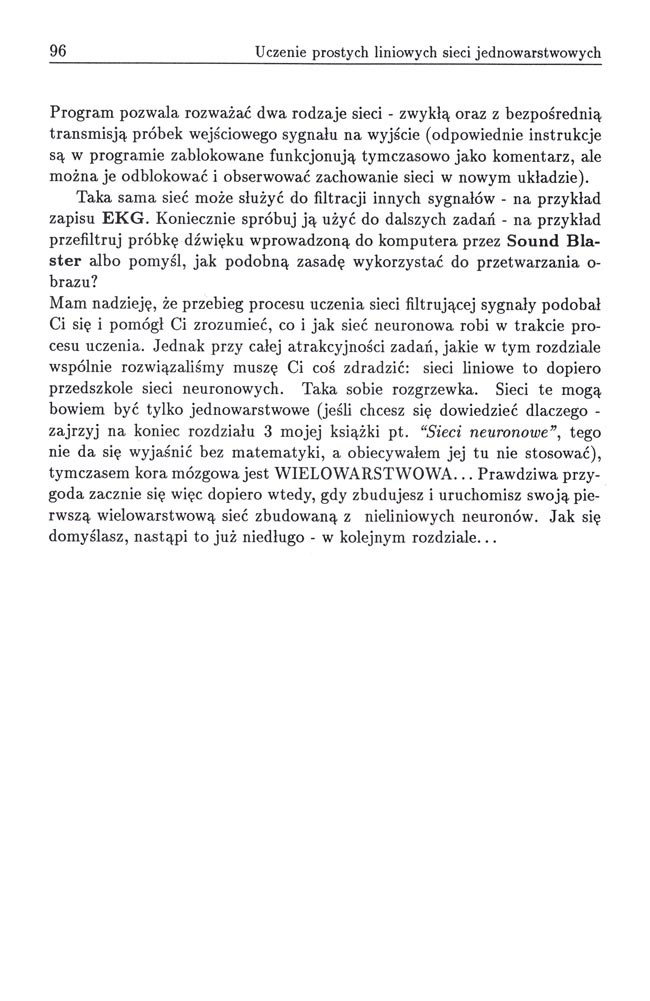 96 Uczenie prostych liniowych sieci jednowarstwowych
Program pozwala rozważać dwa rodzaje sieci - zwykłą oraz z bezpośrednią
transmisją próbek wejściowego sygnału na wyjście (odpowiednie instrukcje
są w programie zablokowane funkcjonują tymczasowo jako komentarz, ale
można je odblokować i obserwować zachowanie sieci w nowym układzie).
Taka sama sieć może służyć do filtracji innych sygnałów - na przykład
zapisu EKG. Koniecznie spróbuj ją użyć do dalszych zadań - na przykład
przefiltruj próbkę dźwięku wprowadzoną do komputera przez Sound Bla-
ster albo pomyśl, jak podobną zasadę wykorzystać do przetwarzania o-
brazu?
Mam nadzieję, że przebieg procesu uczenia sieci filtrującej sygnały podobał
Ci się i pomógł Ci zrozumieć, co i jak sieć neuronowa robi w trakcie pro-
cesu uczenia. Jednak przy całej atrakcyjności zadań, jakie w tym rozdziale
wspólnie rozwiązaliśmy muszę Ci coś zdradzić: sieci liniowe to dopiero
przedszkole sieci neuronowych. Taka sobie rozgrzewka. Sieci te mogą
bowiem być tylko jednowarstwowe (jeśli chcesz się dowiedzieć dlaczego -
zajrzyj na koniec rozdziału 3 mojej książki pt. “Sieci neuronowe”, tego
nie da się wyjaśnić bez matematyki, a obiecywałem jej tu nie stosować),
tymczasem kora mózgowa jest WIELOWARSTWOWA... Prawdziwa przy-
goda zacznie się więc dopiero wtedy, gdy zbudujesz i uruchomisz swoją pie-
rwszą wielowarstwową sieć zbudowaną z nieliniowych neuronów. Jak się
domyślasz, nastąpi to już niedługo - w kolejnym rozdziale...